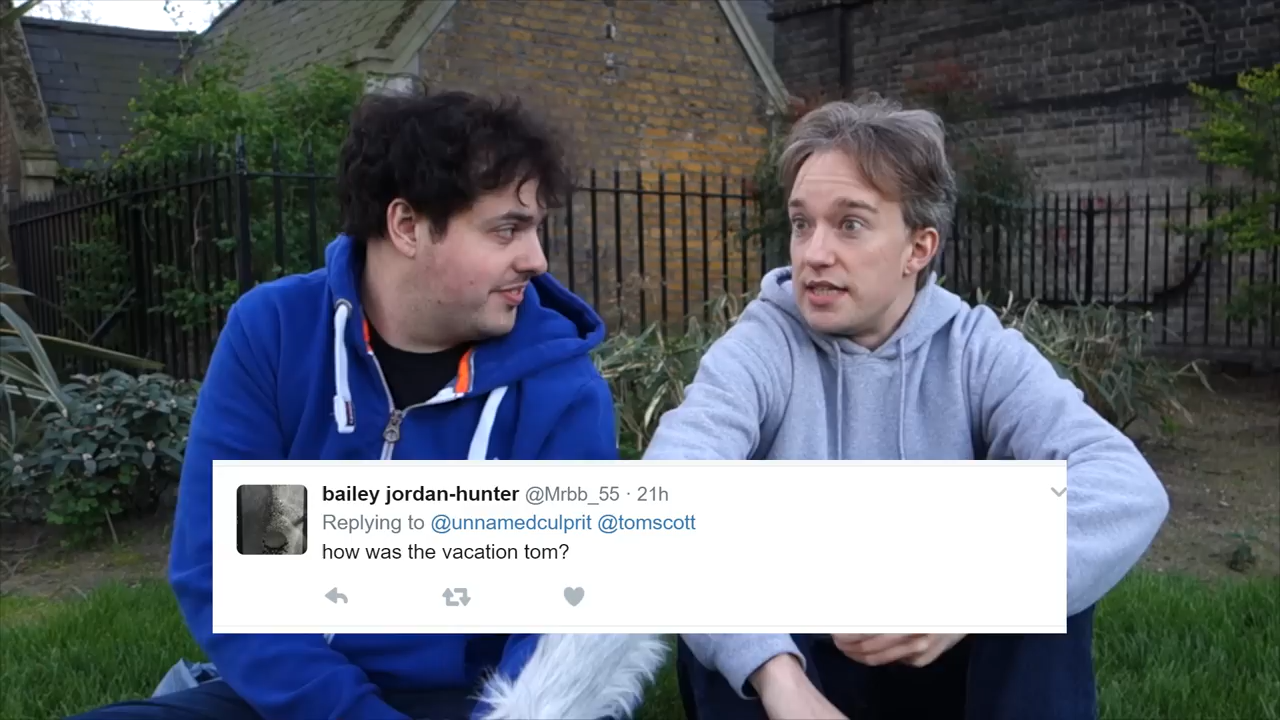 bailey jordan-hunter @Mrbb_55 · 21h
Replying to @unnamedculprit @tomscott
how was the vacation tom?